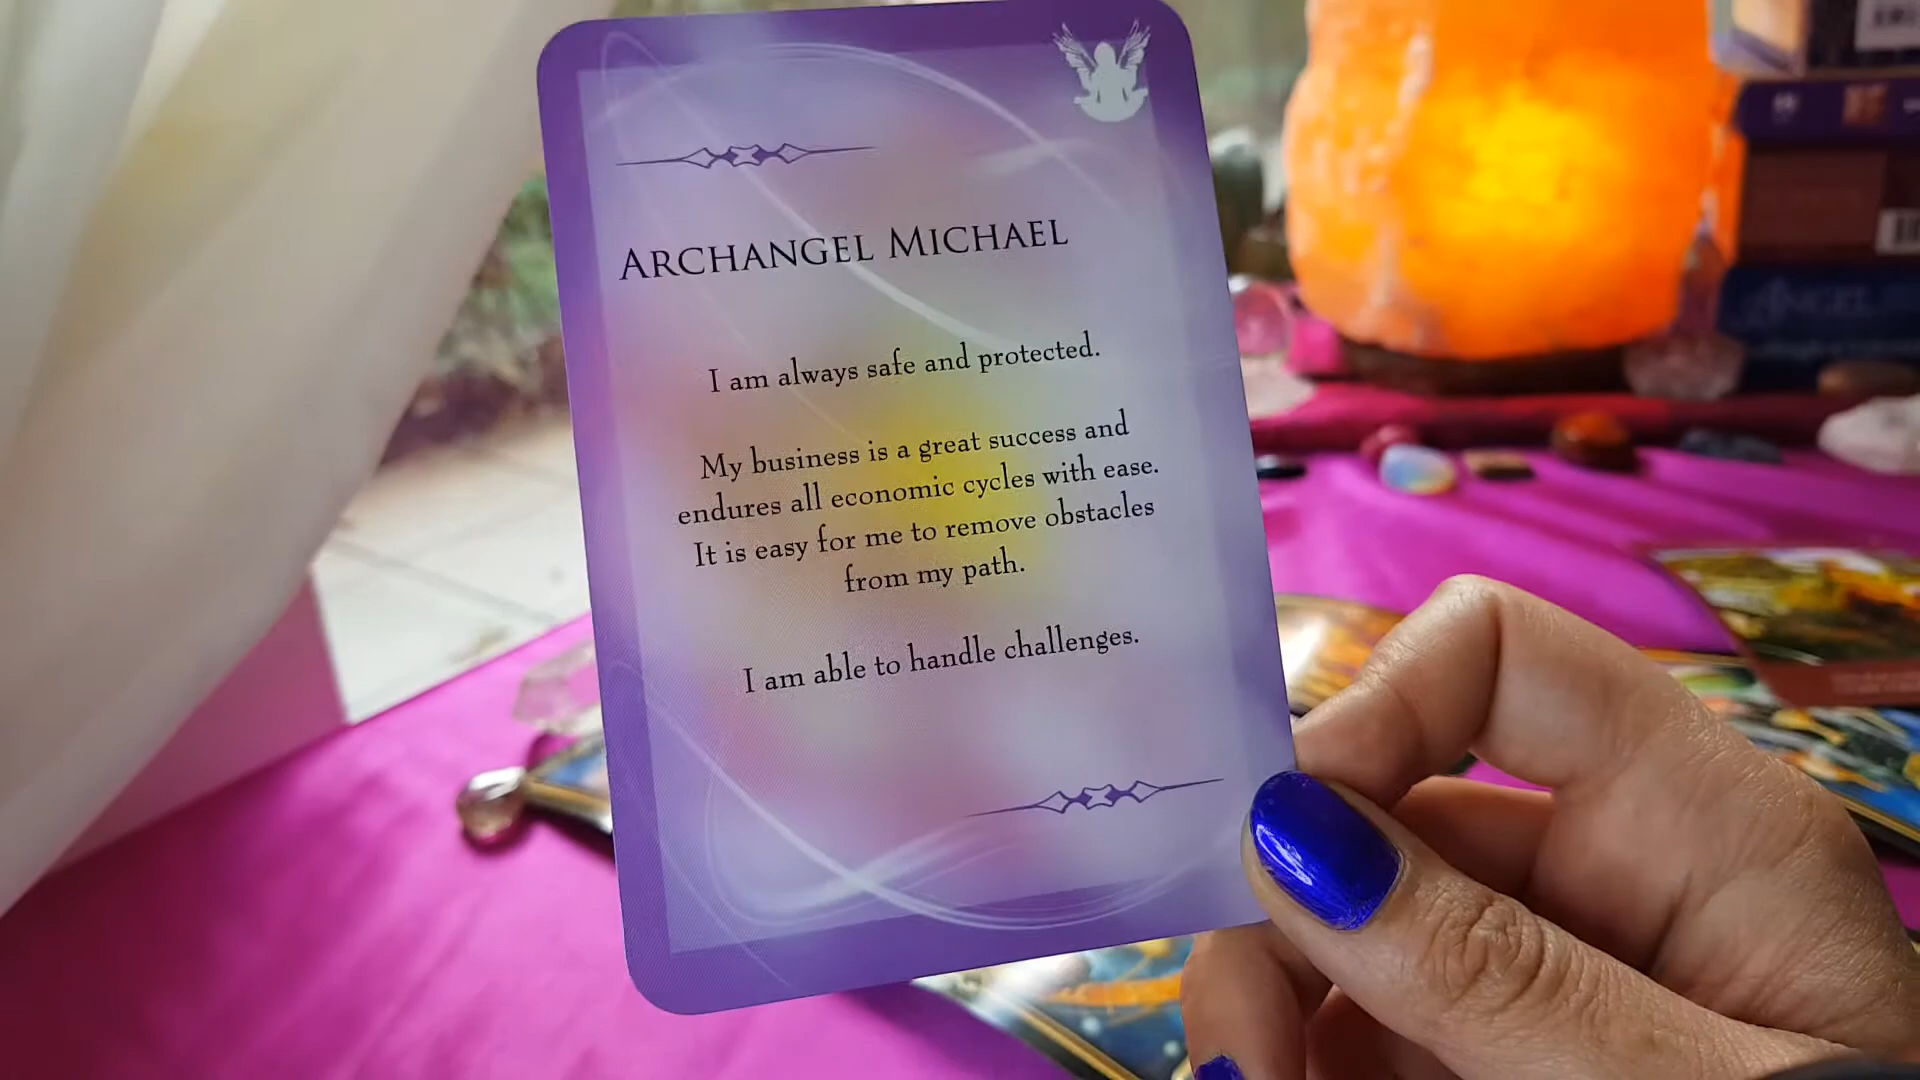 ARCHANGEL MICHAEL
I am always safe and protected.
My business is a great success and
endures all economic cycles with ease.
It is easy for me to remove obstacles
from my path.
I am able to handle challenges.
ANGEL